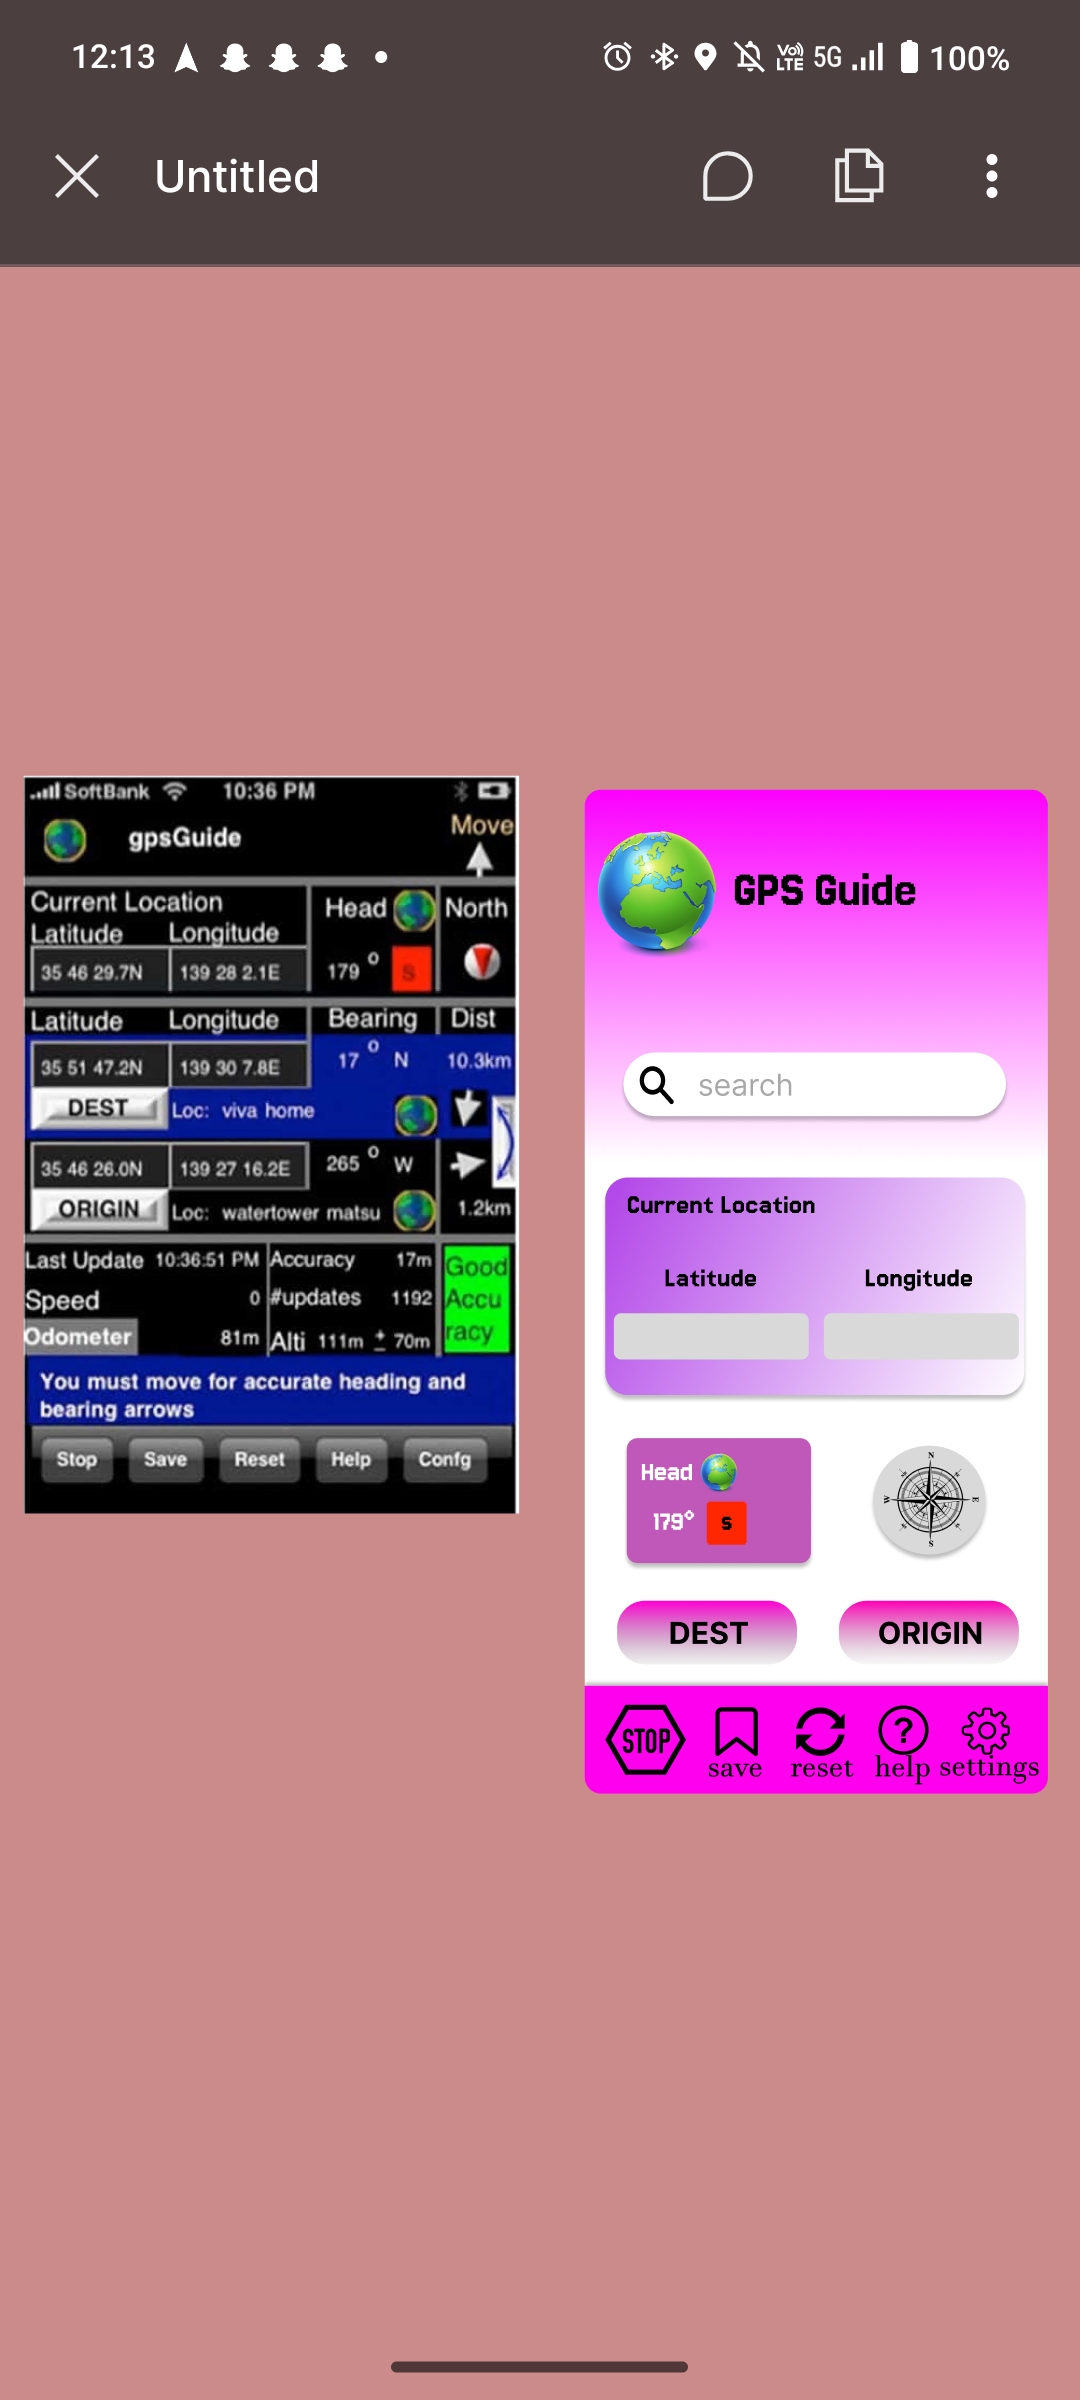 12:13
Vo)) LTE 5G 100%
Untitled
SoftBank 10:36 PM
gpsGuide
Move
Current Location
Latitude Longitude
Head North
35 46 29.7N 139 28 2.1E 179 o S
Latitude Longitude Bearing Dist
35 51 47.2N 139 30 7.8E 17 o N 10.3km
DEST Loc: viva home
35 46 26.0N 139 27 16.2E 265 o W
ORIGIN Loc: watertower matsu 1.2km
Last Update 10:36:51 PM Accuracy 17m Good
Speed 0 #updates 1192 Accu
Odometer 81m Alti 111m ± 70m racy
You must move for accurate heading and
bearing arrows
Stop Save Reset Help Confg
GPS Guide
search
Current Location
Latitude Longitude
Head
179° S
N
W E
S
DEST ORIGIN
STOP
save reset help settings